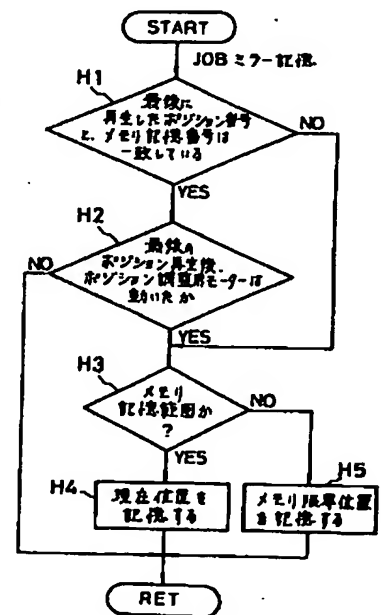 START
JOB ミラー記憶
H1
最後に
再生したポジション番号
と、メモリ記憶番号は
一致している
NO
YES
H2
最後の
ポジション再生後、
ポジション調整用モーターは
動いたか
NO
YES
H3
メモリ
記憶範囲か
?
NO
YES
H4
現在位置を
記憶する
H5
メモリ限界位置
を記憶する
RET